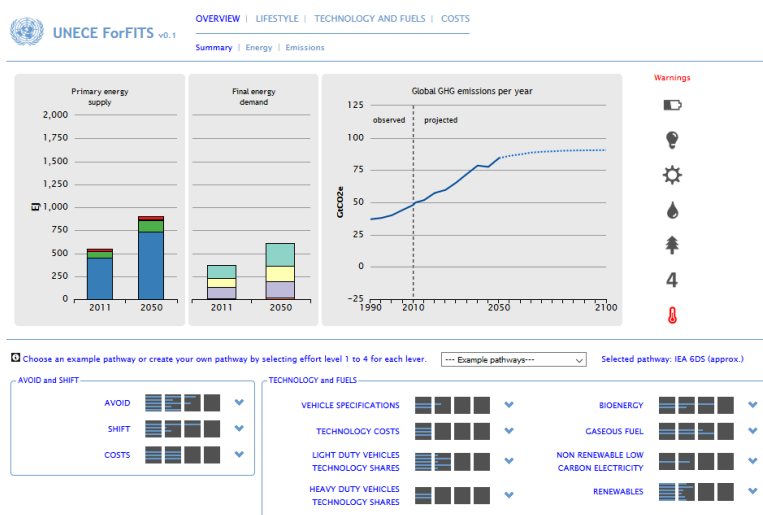 UNECE ForFITS v0.1
OVERVIEW | LIFESTYLE | TECHNOLOGY AND FUELS | COSTS
Summary | Energy | Emissions
Primary energy
supply
2,000
1,750
1,500
1,250
1,000
750
500
250
0
EJ
2011 2050
Final energy
demand
2011 2050
Global GHG emissions per year
125
100
75
50
25
0
−25
GtCO2e
observed projected
1990 2010 2050 2100
Warnings
4
Choose an example pathway or create your own pathway by selecting effort level 1 to 4 for each lever.
--- Example pathways---
Selected pathway: IEA 6DS (approx.)
AVOID and SHIFT
AVOID
SHIFT
COSTS
TECHNOLOGY and FUELS
VEHICLE SPECIFICATIONS
TECHNOLOGY COSTS
LIGHT DUTY VEHICLES
TECHNOLOGY SHARES
HEAVY DUTY VEHICLES
TECHNOLOGY SHARES
BIOENERGY
GASEOUS FUEL
NON RENEWABLE LOW
CARBON ELECTRICITY
RENEWABLES